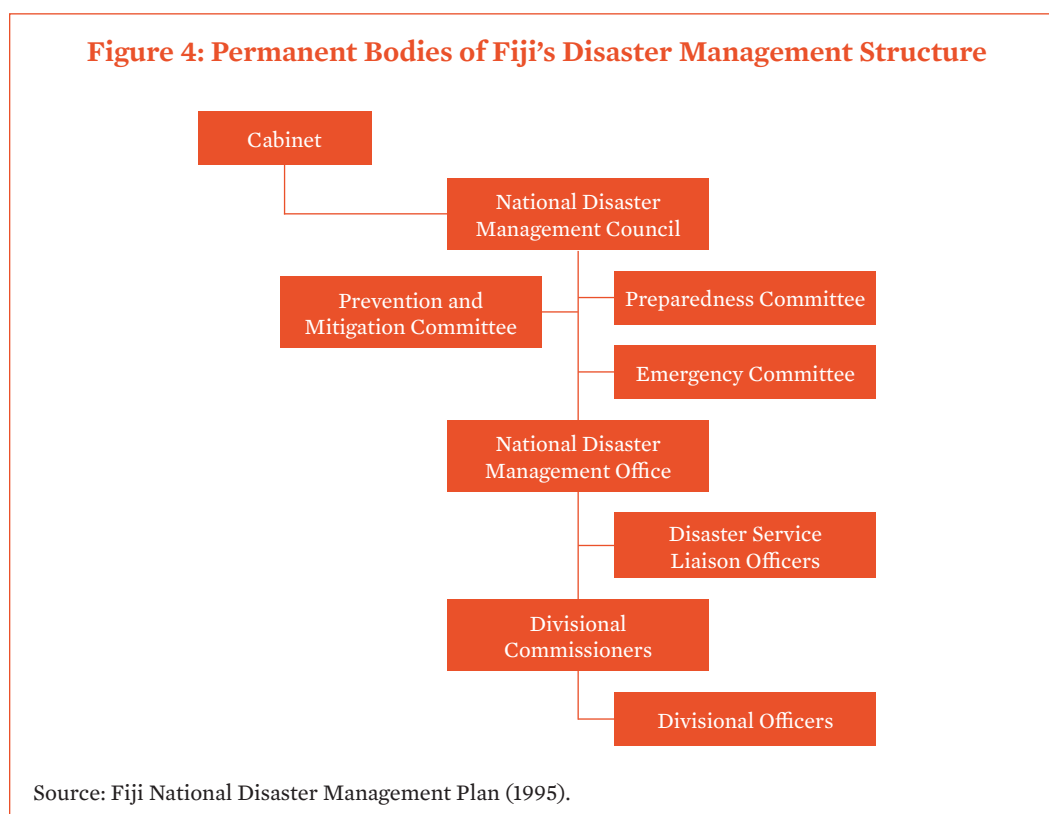 Figure 4: Permanent Bodies of Fiji’s Disaster Management Structure
Cabinet
National Disaster
Management Council
Prevention and
Mitigation Committee
Preparedness Committee
Emergency Committee
National Disaster
Management Office
Disaster Service
Liaison Officers
Divisional
Commissioners
Divisional Officers
Source: Fiji National Disaster Management Plan (1995).